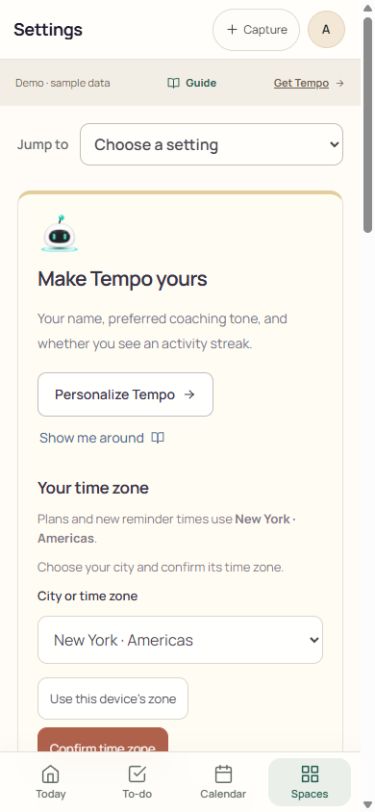 Settings
+ Capture
A
Demo · sample data
Guide
Get Tempo →
Jump to
Choose a setting
Make Tempo yours
Your name, preferred coaching tone, and
whether you see an activity streak.
Personalize Tempo →
Show me around
Your time zone
Plans and new reminder times use New York ·
Americas.
Choose your city and confirm its time zone.
City or time zone
New York · Americas
Use this device's zone
Confirm time zone
Today
To-do
Calendar
Spaces